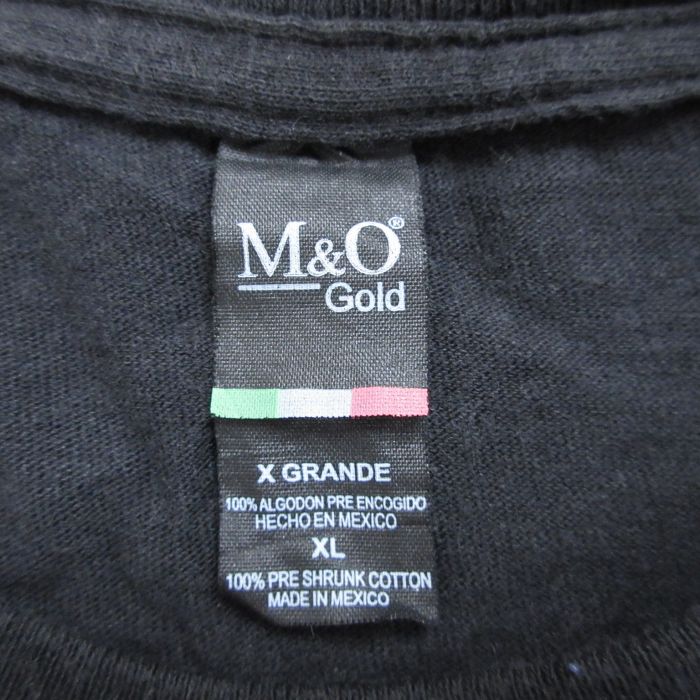 M&O®
Gold
X GRANDE
100% ALGODON PRE ENCOGIDO
HECHO EN MEXICO
XL
100% PRE SHRUNK COTTON
MADE IN MEXICO